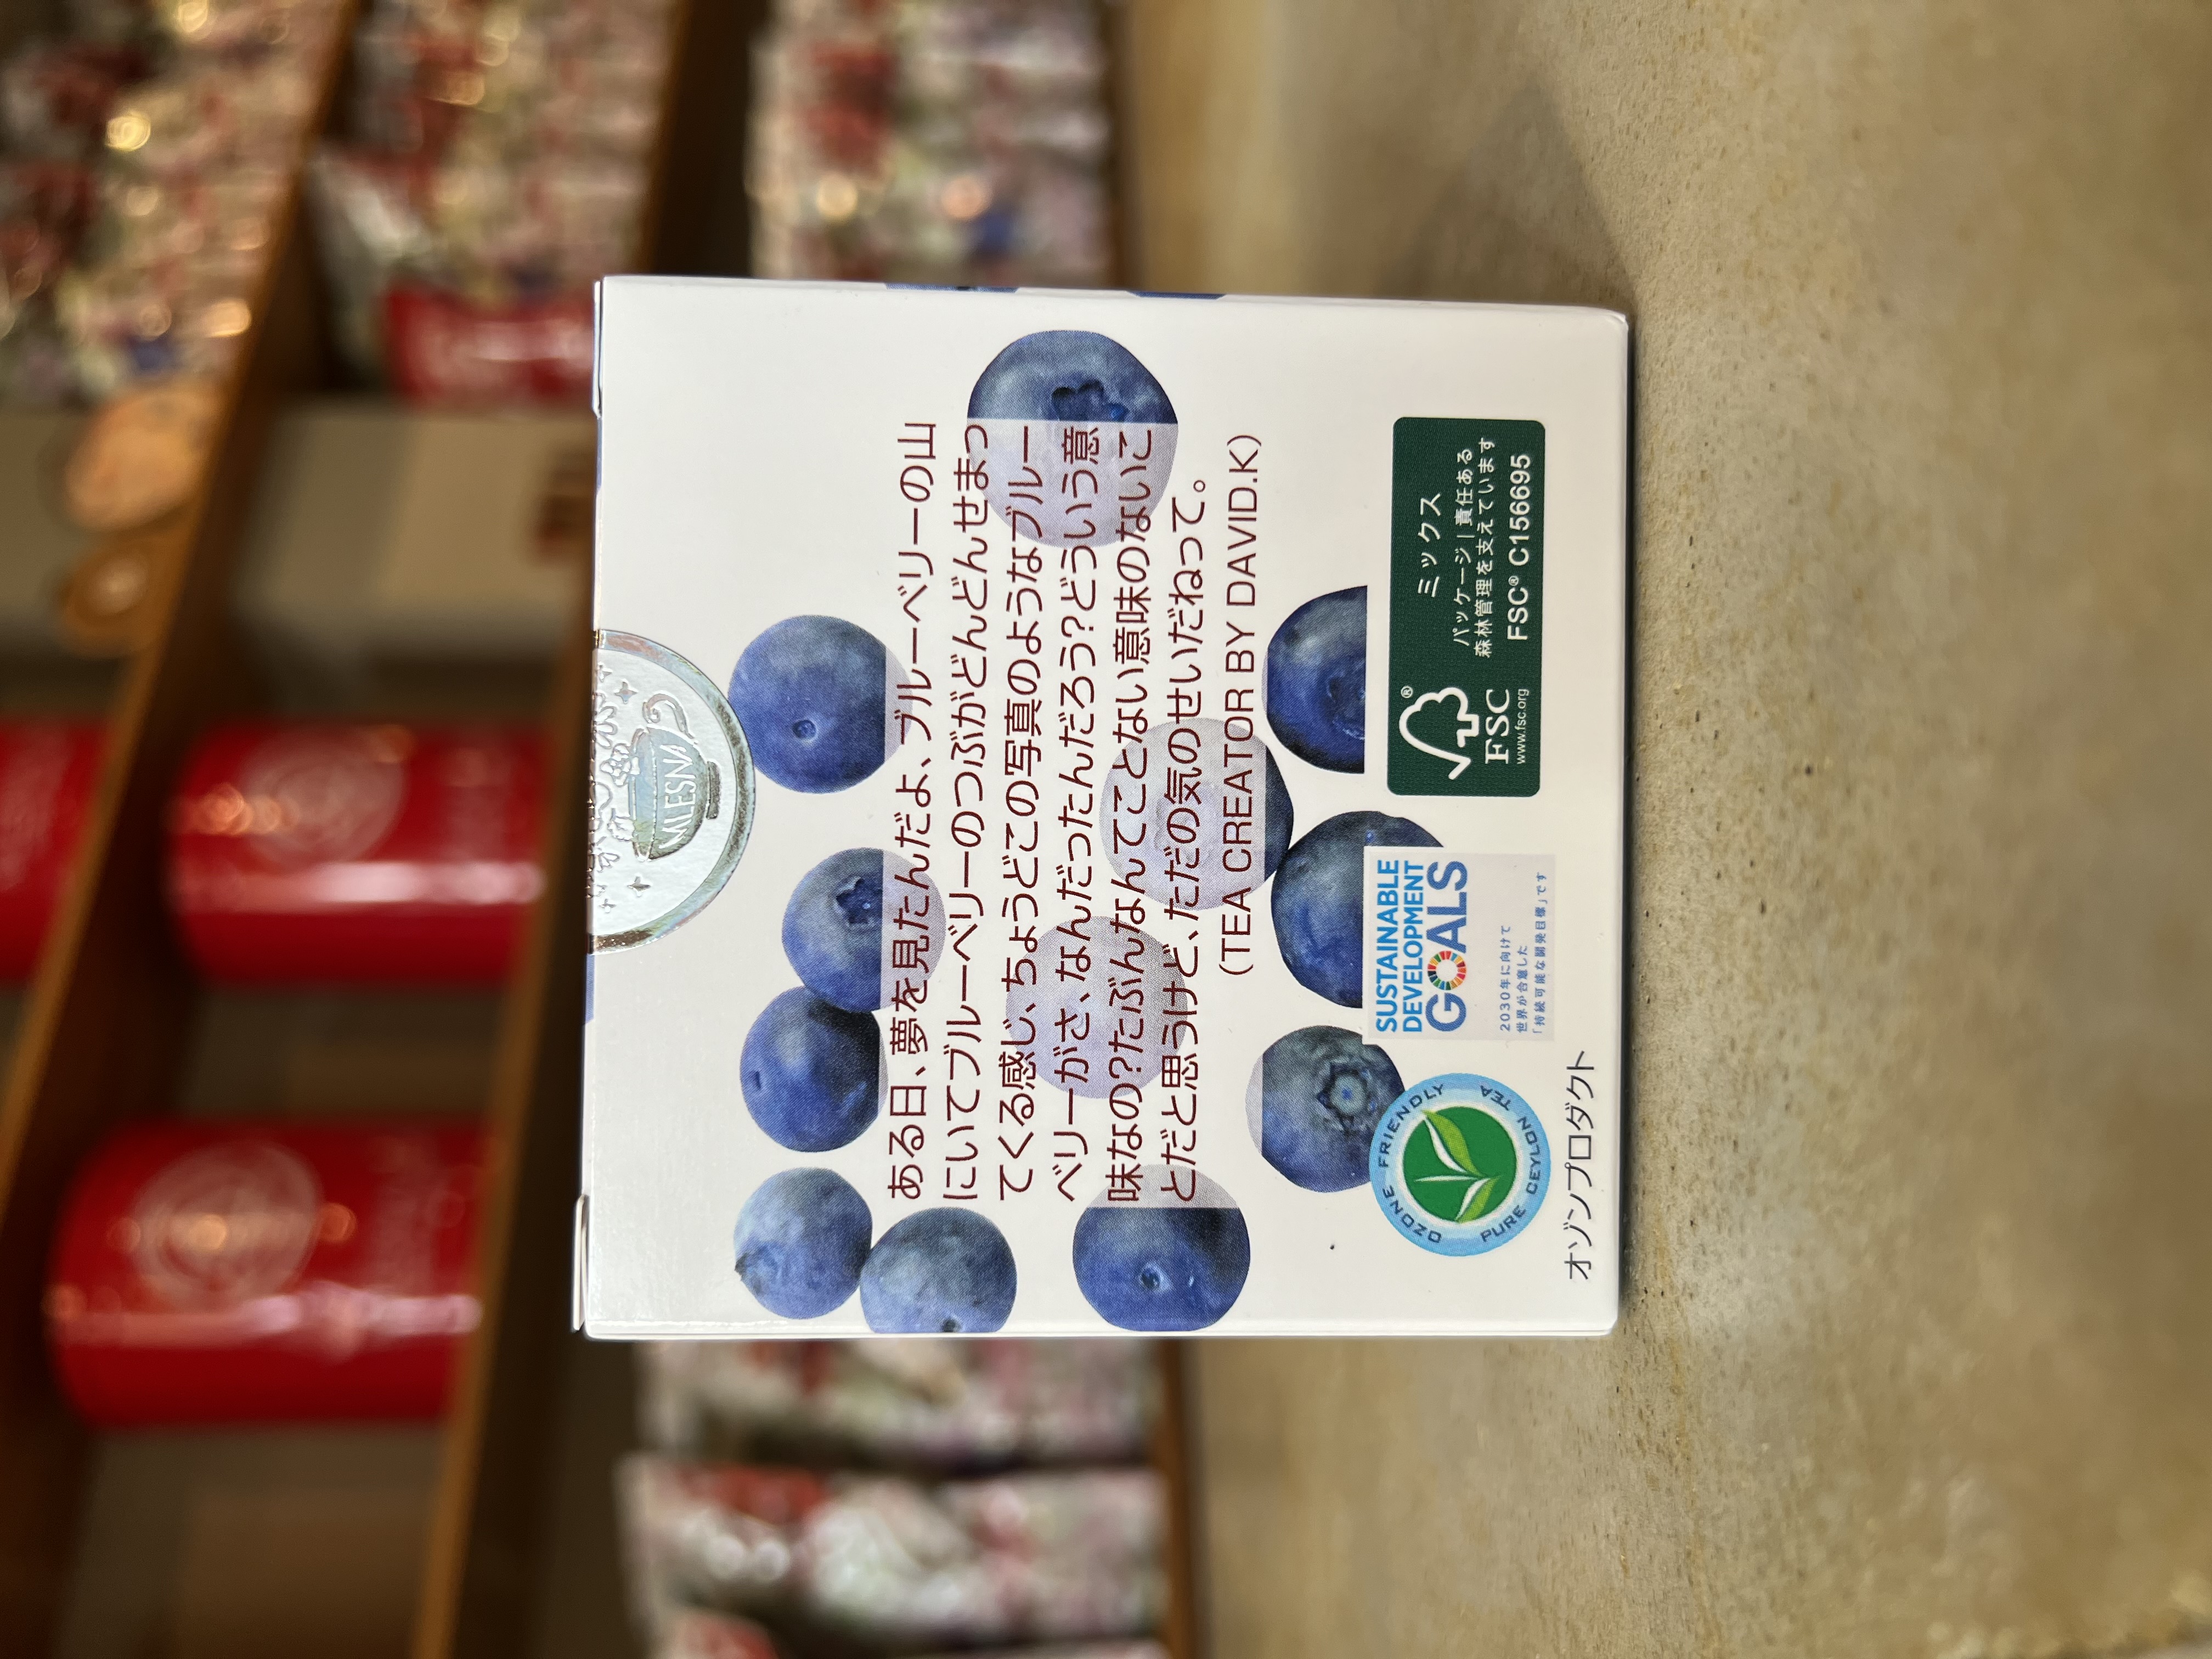 MLESNA
ある日、夢を見たんだよ、ブルーベリーの山
にいてブルーベリーのつぶがどんどんせまっ
てくる感じ、ちょうどこの写真のようなブルー
ベリーがさ、なんだったんだろう?どういう意
味なの?たぶんなんてことない意味のないこ
とだと思うけど、ただの気のせいだねって。
(TEA CREATOR BY DAVID.K)
OZONE FRIENDLY
PURE CEYLON TEA
SUSTAINABLE
DEVELOPMENT
GOALS
2030年に向けて
世界が合意した
「持続可能な開発目標」です
FSC®
www.fsc.org
ミックス
パッケージ | 責任ある
森林管理を支えています
FSC® C156695
オゾンプロダクト